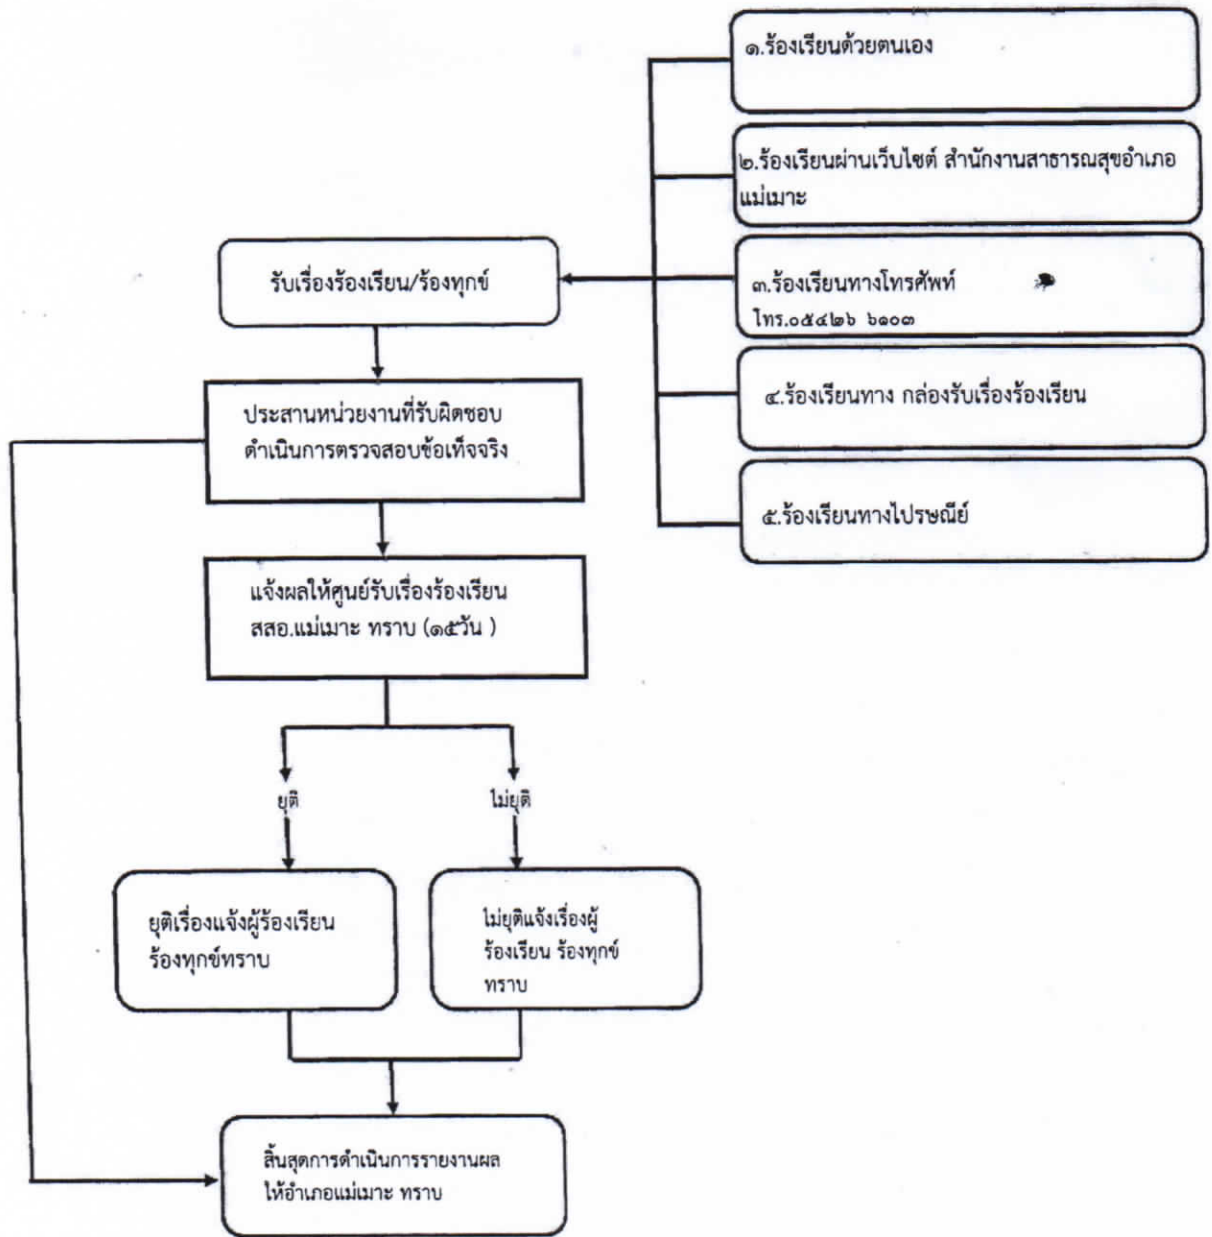 ๑.ร้องเรียนด้วยตนเอง
๒.ร้องเรียนผ่านเว็บไซต์ สำนักงานสาธารณสุขอำเภอ
แม่เมาะ
๓.ร้องเรียนทางโทรศัพท์
โทร.๐๕๔๒๖ ๖๑๐๓
๔.ร้องเรียนทาง กล่องรับเรื่องร้องเรียน
๕.ร้องเรียนทางไปรษณีย์
รับเรื่องร้องเรียน/ร้องทุกข์
ประสานหน่วยงานที่รับผิดชอบ
ดำเนินการตรวจสอบข้อเท็จจริง
แจ้งผลให้ศูนย์รับเรื่องร้องเรียน
สสอ.แม่เมาะ ทราบ (๑๕วัน )
ยุติ
ไม่ยุติ
ยุติเรื่องแจ้งผู้ร้องเรียน
ร้องทุกข์ทราบ
ไม่ยุติแจ้งเรื่องผู้
ร้องเรียน ร้องทุกข์
ทราบ
สิ้นสุดการดำเนินการรายงานผล
ให้อำเภอแม่เมาะ ทราบ